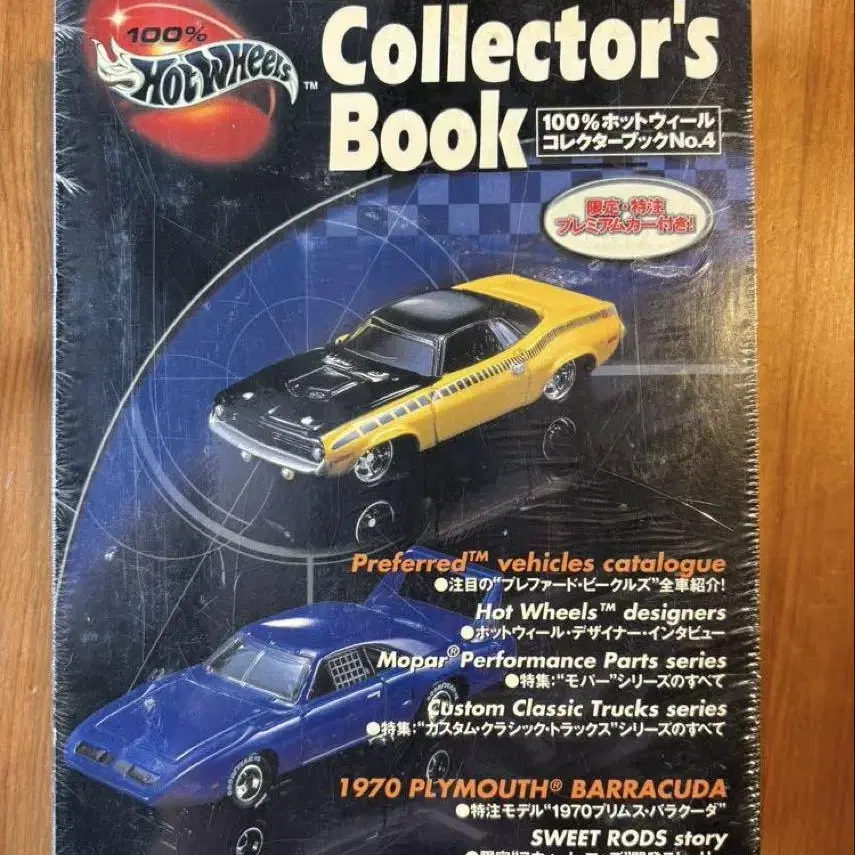 100%
Hot Wheels™
Collector's
Book
100%ホットウィール
コレクターブックNo.4
限定・特注
プレミアムカー付き!
Preferred™ vehicles catalogue
●注目の“プレファード・ビークルズ”全車紹介!
Hot Wheels™ designers
●ホットウィール・デザイナー・インタビュー
Mopar® Performance Parts series
●特集:“モパー”シリーズのすべて
Custom Classic Trucks series
●特集:“カスタム・クラシック・トラックス”シリーズのすべて
1970 PLYMOUTH® BARRACUDA
●特注モデル“1970プリムス・バラクーダ”
SWEET RODS story